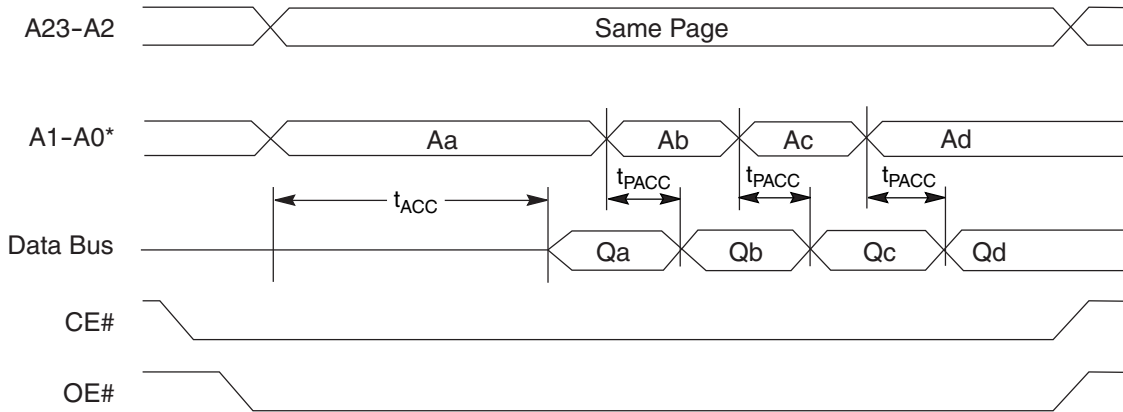 A23–A2
Same Page
A1–A0*
Aa
Ab
Ac
Ad
tACC
tPACC
tPACC
tPACC
Data Bus
Qa
Qb
Qc
Qd
CE#
OE#